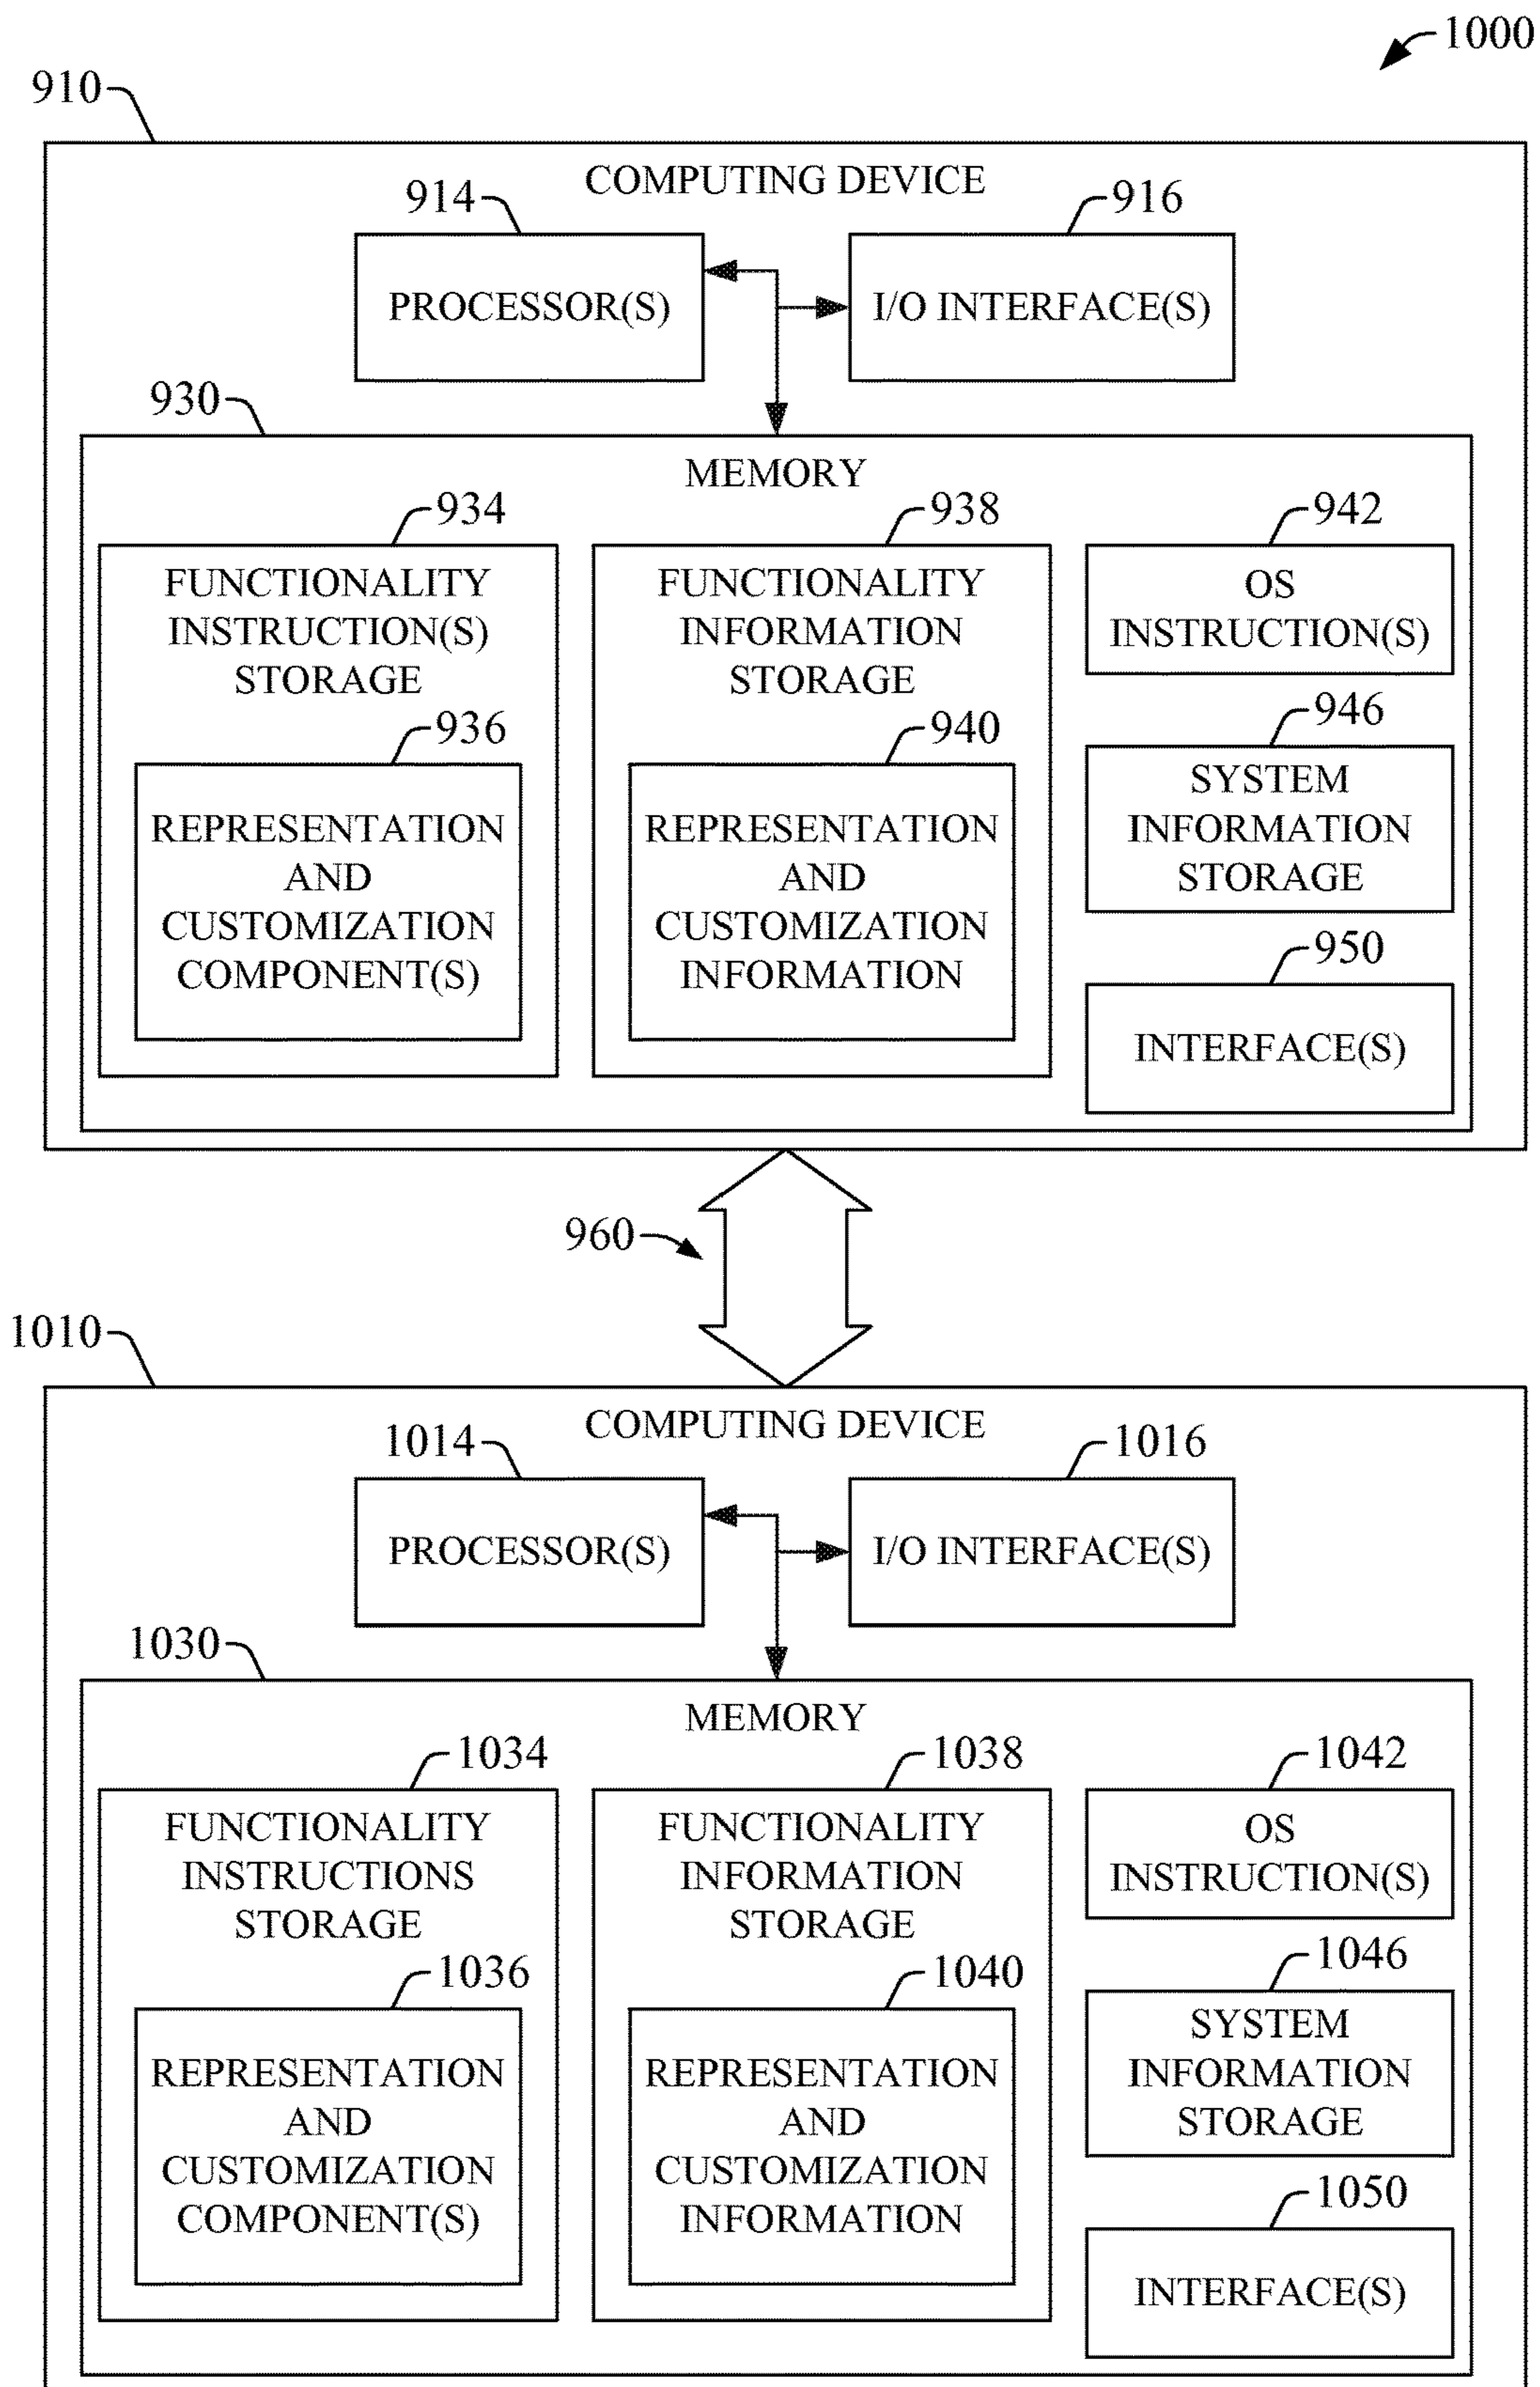 1000
910
COMPUTING DEVICE
914
916
PROCESSOR(S)
I/O INTERFACE(S)
930
MEMORY
934
938
942
FUNCTIONALITY
INSTRUCTION(S)
STORAGE
FUNCTIONALITY
INFORMATION
STORAGE
OS
INSTRUCTION(S)
936
940
946
REPRESENTATION
AND
CUSTOMIZATION
COMPONENT(S)
REPRESENTATION
AND
CUSTOMIZATION
INFORMATION
SYSTEM
INFORMATION
STORAGE
950
INTERFACE(S)
960
1010
COMPUTING DEVICE
1014
1016
PROCESSOR(S)
I/O INTERFACE(S)
1030
MEMORY
1034
1038
1042
FUNCTIONALITY
INSTRUCTIONS
STORAGE
FUNCTIONALITY
INFORMATION
STORAGE
OS
INSTRUCTION(S)
1036
1040
1046
REPRESENTATION
AND
CUSTOMIZATION
COMPONENT(S)
REPRESENTATION
AND
CUSTOMIZATION
INFORMATION
SYSTEM
INFORMATION
STORAGE
1050
INTERFACE(S)